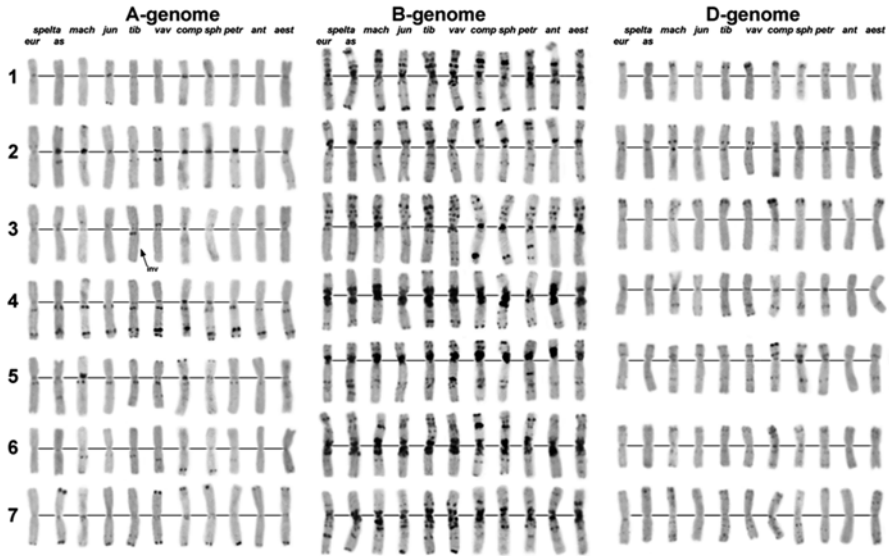 A-genome B-genome D-genome
spelta mach jun tib vav comp sph petr ant aest spelta mach jun tib vav comp sph petr ant aest spelta mach jun tib vav comp sph petr ant aest
eur as eur as eur as
1
2
3
inv
4
5
6
7